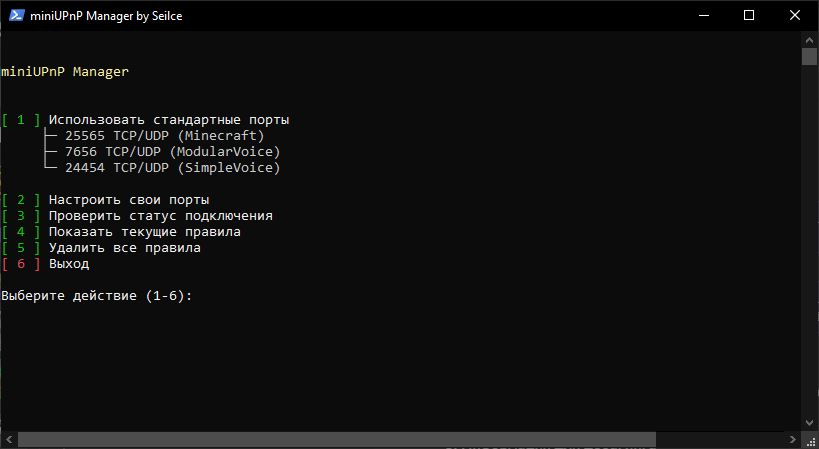 miniUPnP Manager by Seilce
miniUPnP Manager
[ 1 ] Использовать стандартные порты
├─ 25565 TCP/UDP (Minecraft)
├─ 7656 TCP/UDP (ModularVoice)
└─ 24454 TCP/UDP (SimpleVoice)
[ 2 ] Настроить свои порты
[ 3 ] Проверить статус подключения
[ 4 ] Показать текущие правила
[ 5 ] Удалить все правила
[ 6 ] Выход
Выберите действие (1-6):